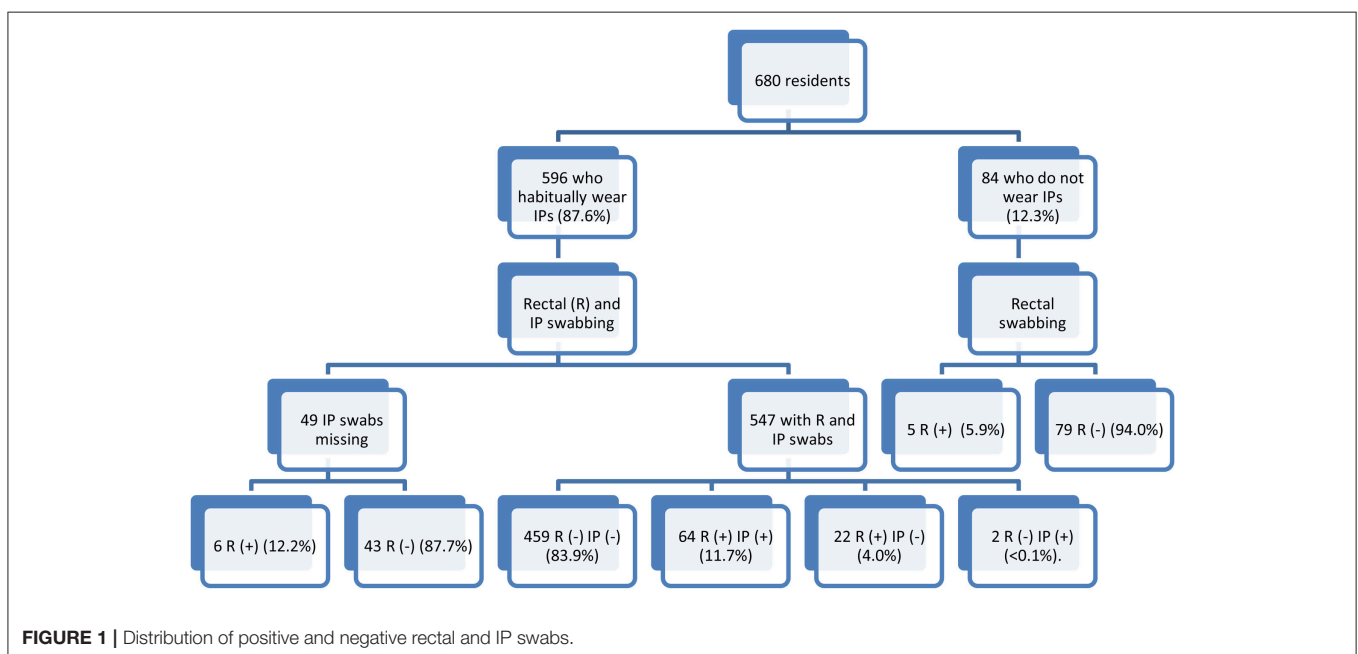 680 residents
596 who
habitually wear
IPs (87.6%)
84 who do not
wear IPs
(12.3%)
Rectal (R) and
IP swabbing
Rectal
swabbing
49 IP swabs
missing
547 with R and
IP swabs
5 R (+) (5.9%)
79 R (-) (94.0%)
6 R (+) (12.2%)
43 R (-) (87.7%)
459 R (-) IP (-)
(83.9%)
64 R (+) IP (+)
(11.7%)
22 R (+) IP (-)
(4.0%)
2 R (-) IP (+)
(<0.1%).
FIGURE 1 | Distribution of positive and negative rectal and IP swabs.